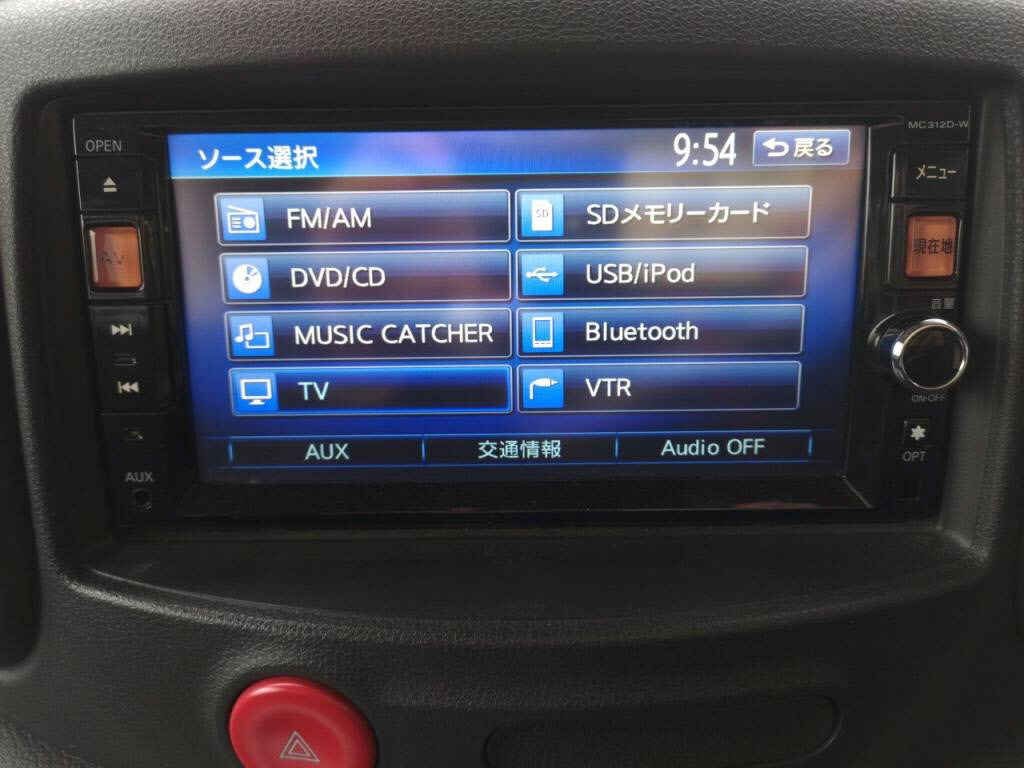 OPEN
MC312D-W
ソース選択
9:54
戻る
メニュー
AV
現在地
FM/AM
SDメモリーカード
SD
DVD/CD
USB/iPod
音量
MUSIC CATCHER
Bluetooth
TV
VTR
ON·OFF
AUX
交通情報
Audio OFF
OPT
AUX